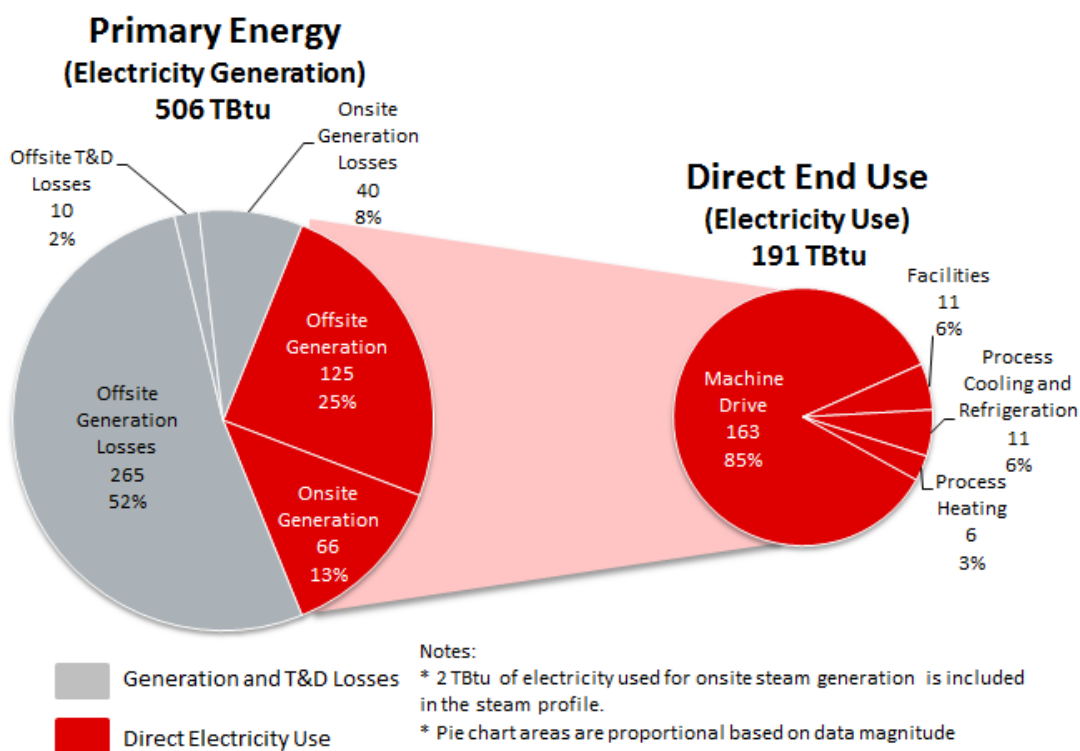 Primary Energy
(Electricity Generation)
506 TBtu
Offsite T&D
Losses
10
2%
Onsite
Generation
Losses
40
8%
Offsite
Generation
125
25%
Offsite
Generation
Losses
265
52%
Onsite
Generation
66
13%
Direct End Use
(Electricity Use)
191 TBtu
Facilities
11
6%
Machine
Drive
163
85%
Process
Cooling and
Refrigeration
11
6%
Process
Heating
6
3%
Generation and T&D Losses
Direct Electricity Use
Notes:
* 2 TBtu of electricity used for onsite steam generation is included
in the steam profile.
* Pie chart areas are proportional based on data magnitude